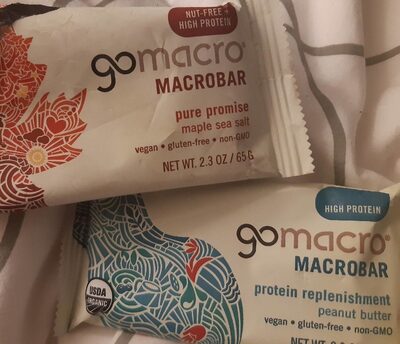 NUT-FREE +
HIGH PROTEIN
gomacro®
MACROBAR
pure promise
maple sea salt
vegan • gluten-free • non-GMO
NET WT. 2.3 OZ / 65 G
HIGH PROTEIN
gomacro®
MACROBAR
protein replenishment
peanut butter
vegan • gluten-free • non-GMO
USDA
ORGANIC